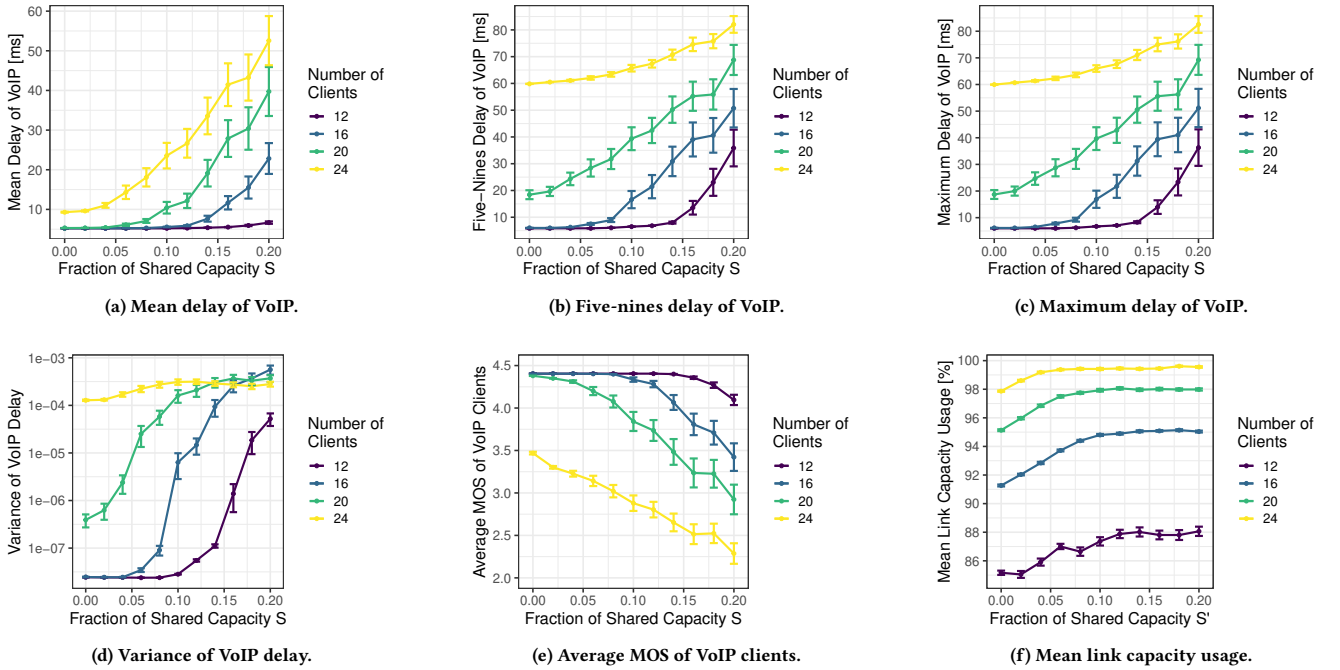 Mean Delay of VoIP [ms]
60
50
40
30
20
10
0.00 0.05 0.10 0.15 0.20
Fraction of Shared Capacity S
Number of
Clients
12
16
20
24
(a) Mean delay of VoIP.
Five−Nines Delay of VoIP [ms]
80
70
60
50
40
30
20
10
0.00 0.05 0.10 0.15 0.20
Fraction of Shared Capacity S
Number of
Clients
12
16
20
24
(b) Five-nines delay of VoIP.
Maximum Delay of VoIP [ms]
80
70
60
50
40
30
20
10
0.00 0.05 0.10 0.15 0.20
Fraction of Shared Capacity S
Number of
Clients
12
16
20
24
(c) Maximum delay of VoIP.
Variance of VoIP Delay
1e−03
1e−04
1e−05
1e−06
1e−07
0.00 0.05 0.10 0.15 0.20
Fraction of Shared Capacity S
Number of
Clients
12
16
20
24
(d) Variance of VoIP delay.
Average MOS of VoIP Clients
4.5
4.0
3.5
3.0
2.5
2.0
0.00 0.05 0.10 0.15 0.20
Fraction of Shared Capacity S
Number of
Clients
12
16
20
24
(e) Average MOS of VoIP clients.
Mean Link Capacity Usage [%]
100
98
96
94
92
90
88
86
0.00 0.05 0.10 0.15 0.20
Fraction of Shared Capacity S'
Number of
Clients
12
16
20
24
(f) Mean link capacity usage.